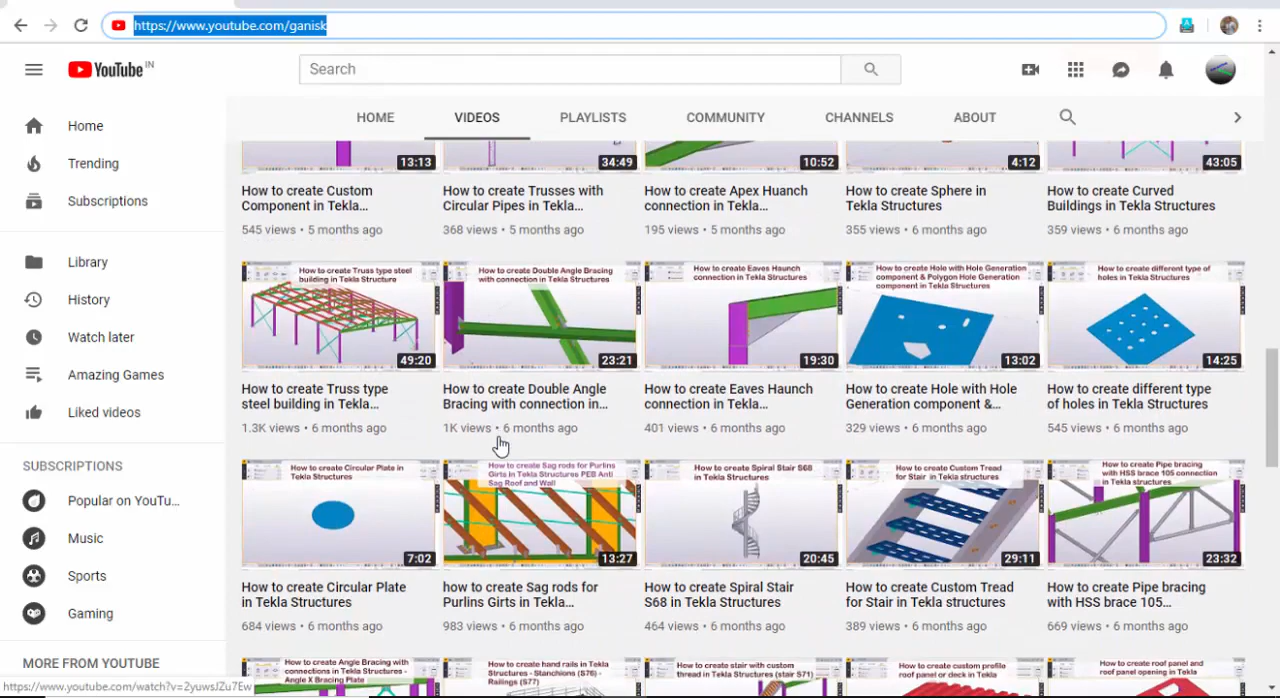 https://www.youtube.com/ganisk
YouTube IN
Search
HOME VIDEOS PLAYLISTS COMMUNITY CHANNELS ABOUT
Home
Trending
Subscriptions
Library
History
Watch later
Amazing Games
Liked videos
SUBSCRIPTIONS
Popular on YouTu...
Music
Sports
Gaming
MORE FROM YOUTUBE
13:13 34:49 10:52 4:12 43:05
How to create Custom
Component in Tekla...
545 views • 5 months ago
How to create Trusses with
Circular Pipes in Tekla...
368 views • 5 months ago
How to create Apex Huanch
connection in Tekla...
195 views • 5 months ago
How to create Sphere in
Tekla Structures
355 views • 6 months ago
How to create Curved
Buildings in Tekla Structures
359 views • 6 months ago
How to create Truss type steel
building in Tekla Structure
49:20
How to create Truss type
steel building in Tekla...
1.3K views • 6 months ago
How to create Double Angle Bracing
with connection in Tekla Structures
23:21
How to create Double Angle
Bracing with connection in...
1K views • 6 months ago
How to create Eaves Haunch
connection in Tekla Structures
19:30
How to create Eaves Haunch
connection in Tekla...
401 views • 6 months ago
How to create Hole with Hole Generation
component & Polygon Hole Generation
component in Tekla Structures
13:02
How to create Hole with Hole
Generation component &...
329 views • 6 months ago
How to create different type of
holes in Tekla Structures
14:25
How to create different type
of holes in Tekla Structures
545 views • 6 months ago
How to create Circular Plate in
Tekla Structures
7:02
How to create Circular Plate
in Tekla Structures
684 views • 6 months ago
How to create Sag rods for Purlins
Girts in Tekla Structures PEB Anti
Sag Roof and Wall
13:27
how to create Sag rods for
Purlins Girts in Tekla...
983 views • 6 months ago
How to create Spiral Stair S68
in Tekla Structures
20:45
How to create Spiral Stair
S68 in Tekla Structures
464 views • 6 months ago
How to create Custom Tread
for Stair in Tekla structures
29:11
How to create Custom Tread
for Stair in Tekla structures
389 views • 6 months ago
How to create Pipe bracing
with HSS brace 105 connection
in Tekla structures
23:32
How to create Pipe bracing
with HSS brace 105...
669 views • 6 months ago
How to create Angle Bracing with
connections in Tekla Structures -
Angle X Bracing Plate
How to create hand rails in Tekla
Structures - Stanchions (S76) -
Railings (S77)
How to create stair with custom
thread in Tekla Structures (stair S71)
How to create custom profile
or profile roof or deck in Tekla
How to create roof panel and
roof panel opening in Tekla
https://www.youtube.com/watch?v=2yuwsJZu7Ew